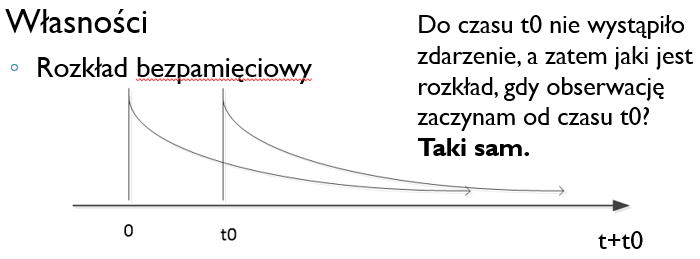 Własności
Rozkład bezpamięciowy
Do czasu t0 nie wystąpiło
zdarzenie, a zatem jaki jest
rozkład, gdy obserwację
zaczynam od czasu t0?
Taki sam.
0
t0
t+t0